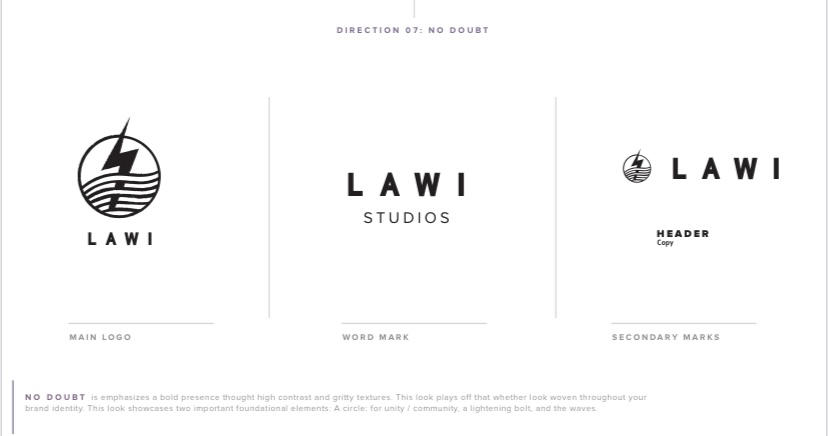 DIRECTION 07: NO DOUBT
LAWI
LAWI
STUDIOS
LAWI
HEADER
Copy
MAIN LOGO
WORD MARK
SECONDARY MARKS
NO DOUBT is emphasizes a bold presence thought high contrast and gritty textures. This look plays off that whether look woven throughout your
brand identity. This look showcases two important foundational elements: A circle: for unity / community, a lightening bolt, and the waves.